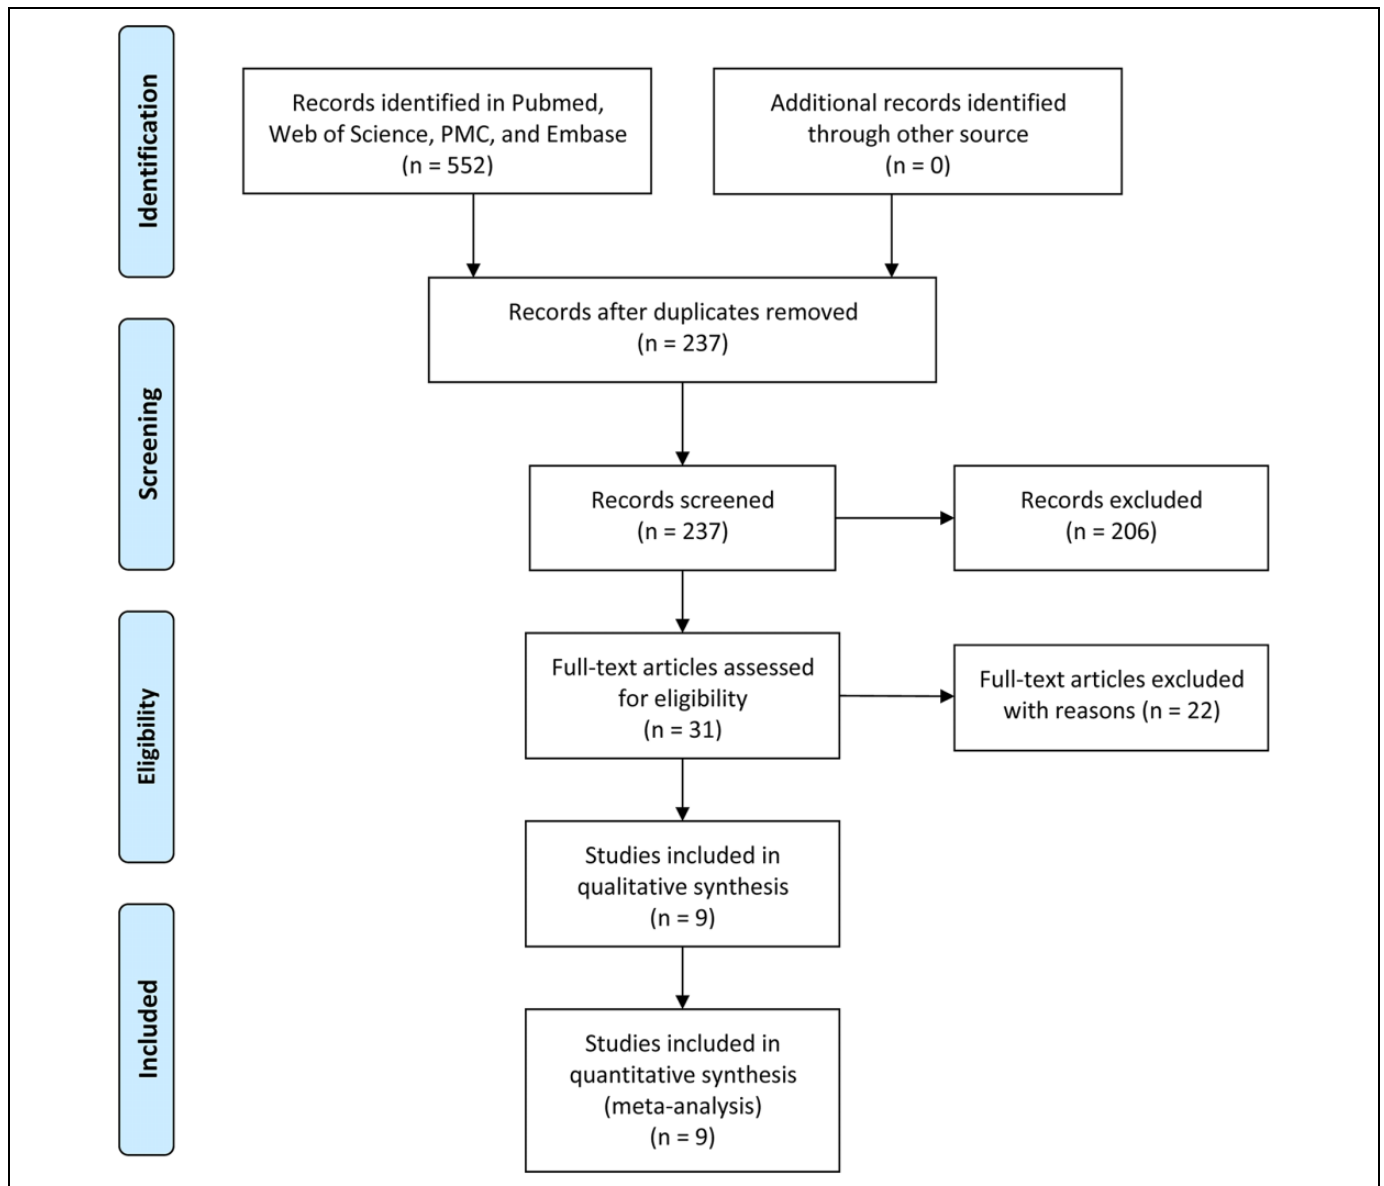 Identification
Records identified in Pubmed,
Web of Science, PMC, and Embase
(n = 552)
Additional records identified
through other source
(n = 0)
Records after duplicates removed
(n = 237)
Screening
Records screened
(n = 237)
Records excluded
(n = 206)
Eligibility
Full-text articles assessed
for eligibility
(n = 31)
Full-text articles excluded
with reasons (n = 22)
Studies included in
qualitative synthesis
(n = 9)
Included
Studies included in
quantitative synthesis
(meta-analysis)
(n = 9)